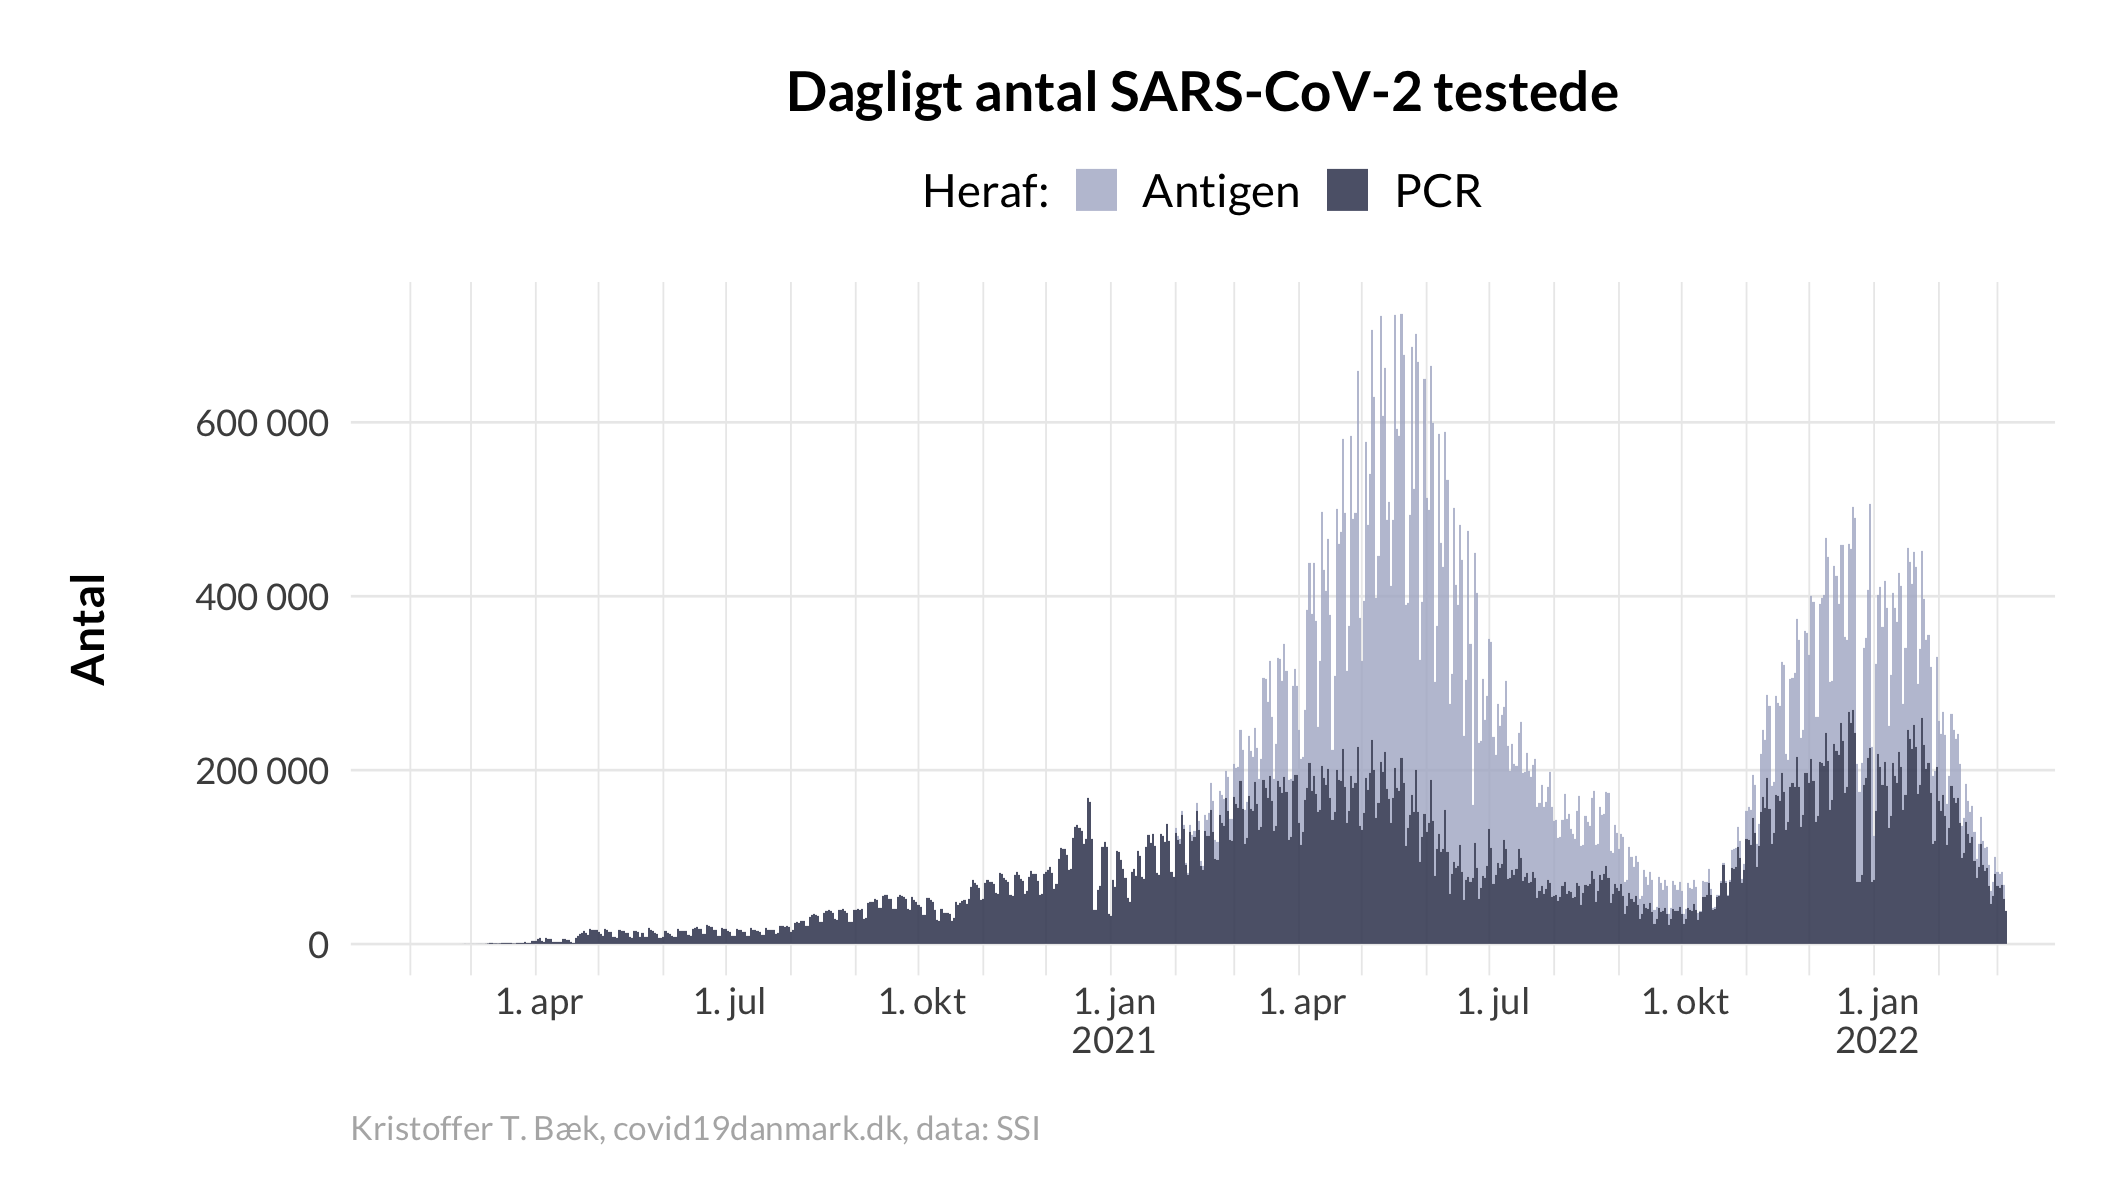 Dagligt antal SARS-CoV-2 testede
Heraf: Antigen PCR
Antal
600 000
400 000
200 000
0
1. apr 1. jul 1. okt 1. jan 1. apr 1. jul 1. okt 1. jan
2021 2022
Kristoffer T. Bæk, covid19danmark.dk, data: SSI